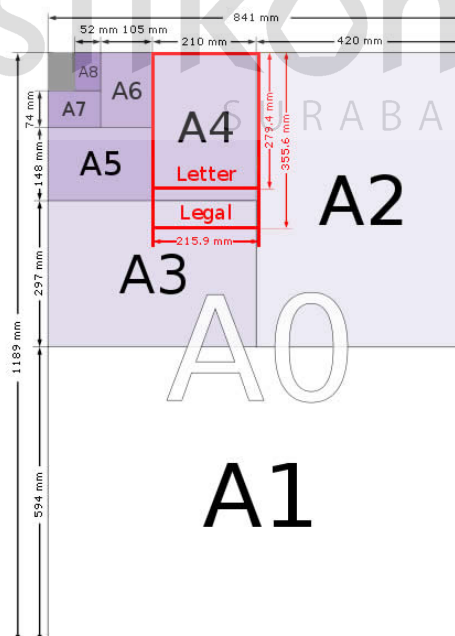 stikom
SURABA
841 mm
52 mm 105 mm 210 mm 420 mm
A8
A7
A6
A4
A5
Letter
Legal
215.9 mm
279.4 mm
355.6 mm
74 mm
148 mm
297 mm
594 mm
1189 mm
A3
A2
A0
A1